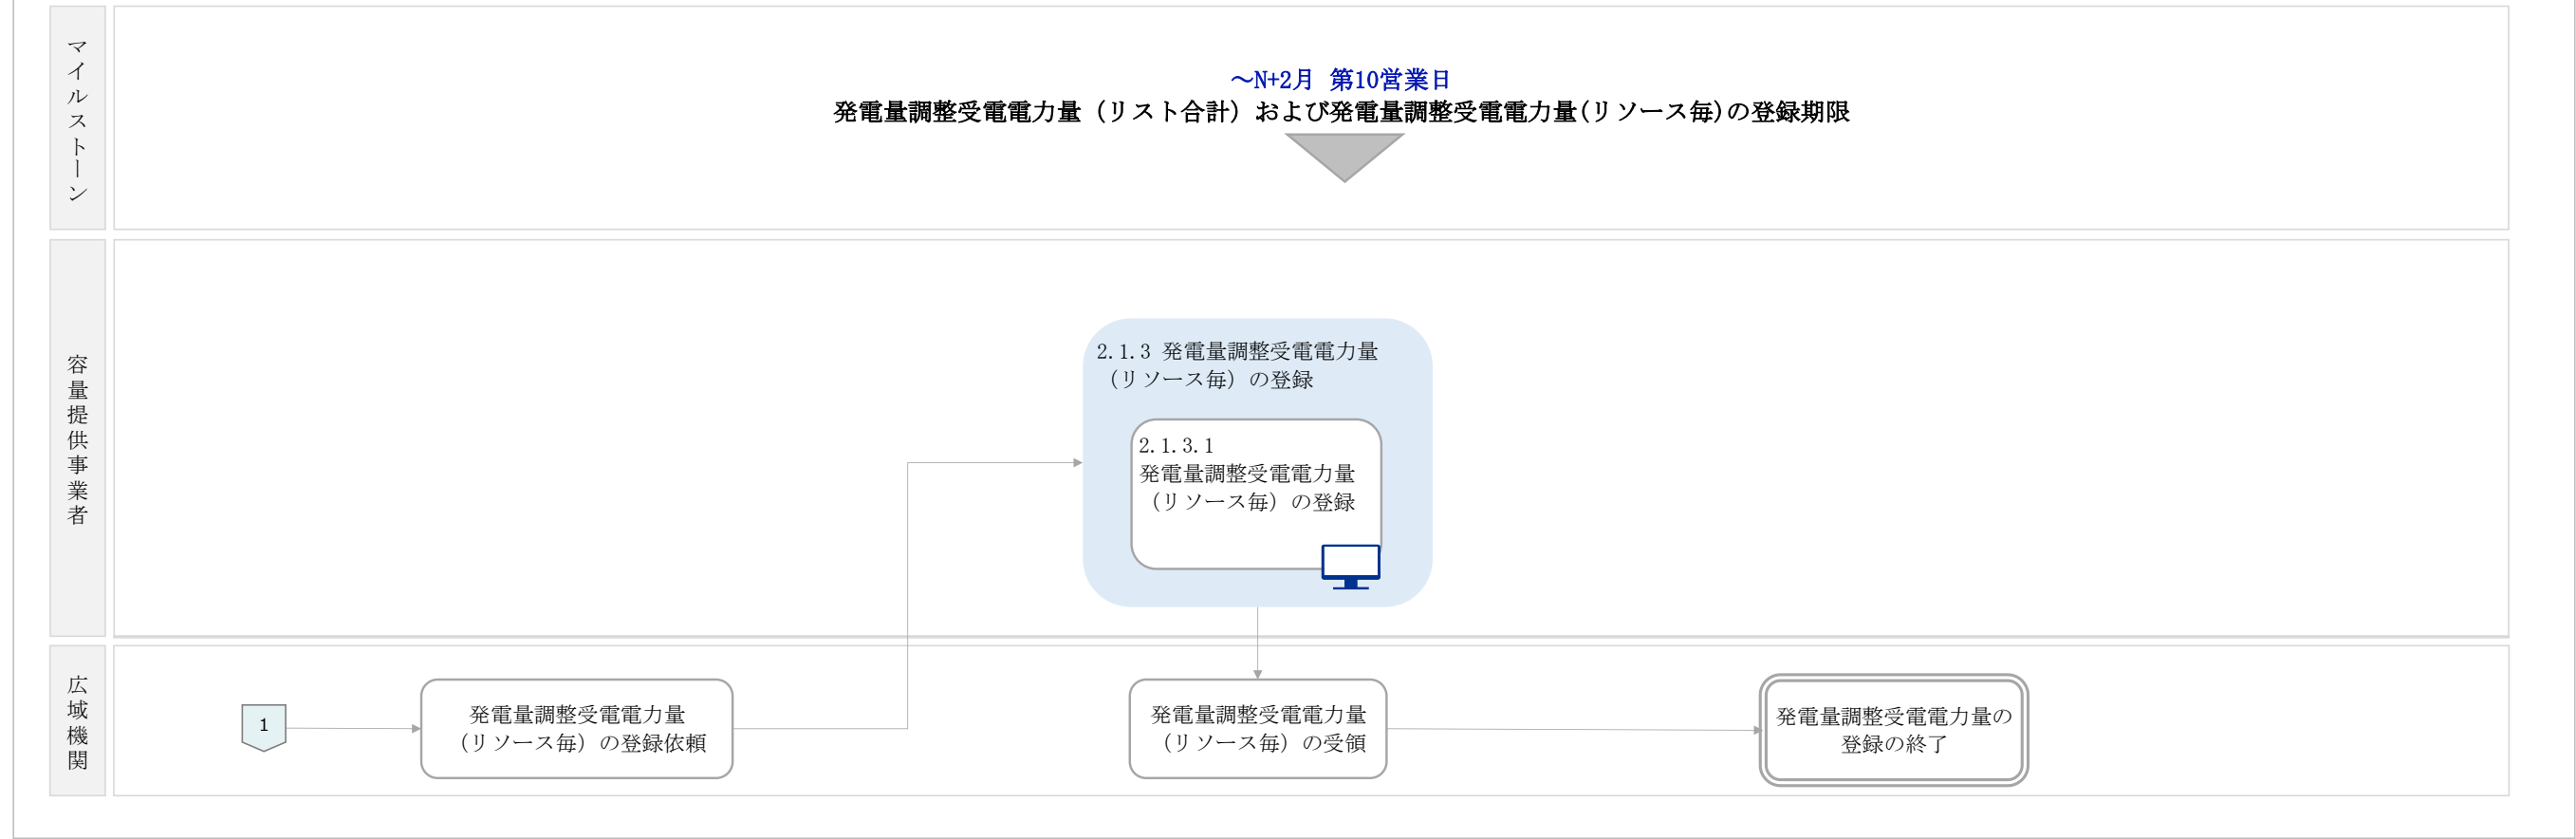 マイルストーン
～N+2月 第10営業日
発電量調整受電電力量（リスト合計）および発電量調整受電電力量(リソース毎)の登録期限
容量提供事業者
2.1.3 発電量調整受電電力量
（リソース毎）の登録
2.1.3.1
発電量調整受電電力量
（リソース毎）の登録
広域機関
1
発電量調整受電電力量
（リソース毎）の登録依頼
発電量調整受電電力量
（リソース毎）の受領
発電量調整受電電力量の
登録の終了